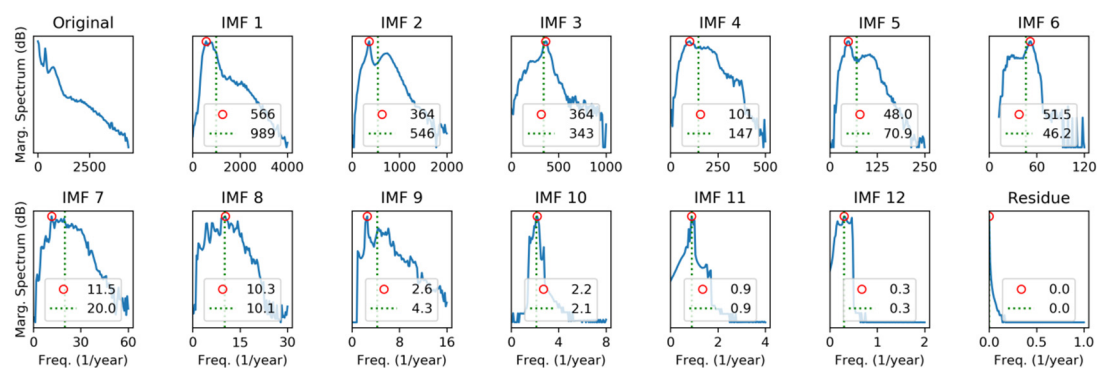 Original IMF 1 IMF 2 IMF 3 IMF 4 IMF 5 IMF 6
Marg. Spectrum (dB)
566 364 364 101 48.0 51.5
989 546 343 147 70.9 46.2
0 2500 0 2000 4000 0 1000 2000 0 500 1000 0 250 500 0 125 250 0 60 120
IMF 7 IMF 8 IMF 9 IMF 10 IMF 11 IMF 12 Residue
Marg. Spectrum (dB)
11.5 10.3 2.6 2.2 0.9 0.3 0.0
20.0 10.1 4.3 2.1 0.9 0.3 0.0
0 30 60 0 15 30 0 8 16 0 4 8 0 2 4 0 1 2 0.0 0.5 1.0
Freq. (1/year) Freq. (1/year) Freq. (1/year) Freq. (1/year) Freq. (1/year) Freq. (1/year) Freq. (1/year)